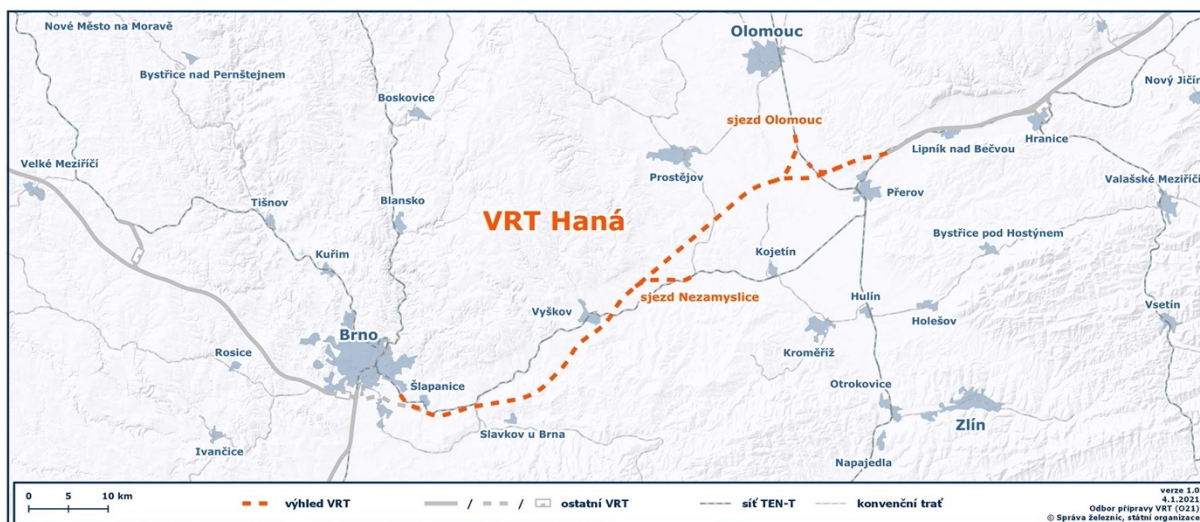 Nové Město na Moravě
Bystřice nad Pernštejnem
Boskovice
Olomouc
Nový Jičín
sjezd Olomouc
Hranice
Lipník nad Bečvou
Velké Meziříčí
Prostějov
Přerov
Valašské Meziříčí
Tišnov
Blansko
VRT Haná
Bystřice pod Hostýnem
Kuřim
Kojetín
sjezd Nezamyslice
Vyškov
Hulín
Holešov
Vsetín
Brno
Rosice
Kroměříž
Šlapanice
Otrokovice
Slavkov u Brna
Zlín
Ivančice
Napajedla
0 5 10 km
výhled VRT
/ / ostatní VRT
síť TEN-T
konvenční trať
verze 1.0
4.1.2021
Odbor přípravy VRT (O21)
© Správa železnic, státní organizace